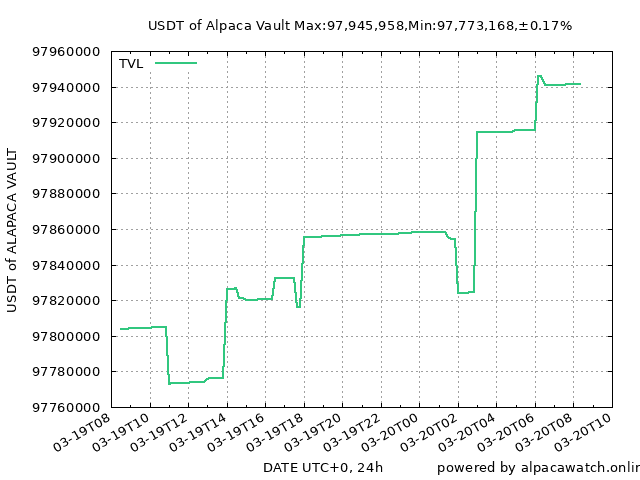 USDT of Alpaca Vault Max:97,945,958,Min:97,773,168,±0.17%
TVL
97960000
97940000
97920000
97900000
97880000
97860000
97840000
97820000
97800000
97780000
97760000
USDT of ALAPACA VAULT
03-19T08
03-19T10
03-19T12
03-19T14
03-19T16
03-19T18
03-19T20
03-19T22
03-20T00
03-20T02
03-20T04
03-20T06
03-20T08
03-20T10
DATE UTC+0, 24h
powered by alpacawatch.onlin